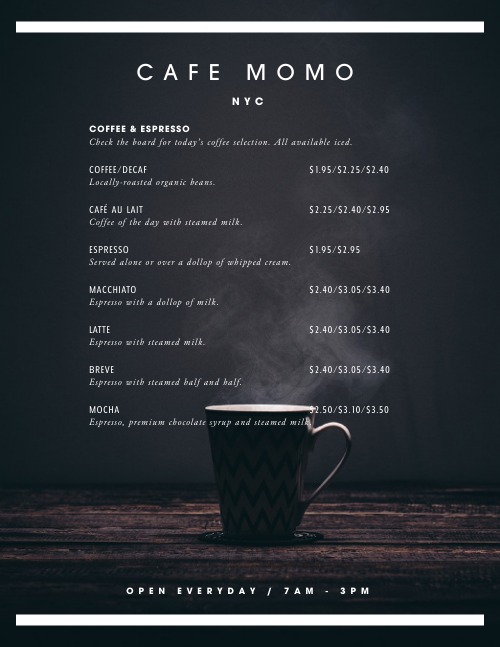 CAFE MOMO
NYC
COFFEE & ESPRESSO
Check the board for today's coffee selection. All available iced.
COFFEE/DECAF $1.95/$2.25/$2.40
Locally-roasted organic beans.
CAFÉ AU LAIT $2.25/$2.40/$2.95
Coffee of the day with steamed milk.
ESPRESSO $1.95/$2.95
Served alone or over a dollop of whipped cream.
MACCHIATO $2.40/$3.05/$3.40
Espresso with a dollop of milk.
LATTE $2.40/$3.05/$3.40
Espresso with steamed milk.
BREVE $2.40/$3.05/$3.40
Espresso with steamed half and half.
MOCHA $2.50/$3.10/$3.50
Espresso, premium chocolate syrup and steamed milk.
OPEN EVERYDAY / 7AM - 3PM